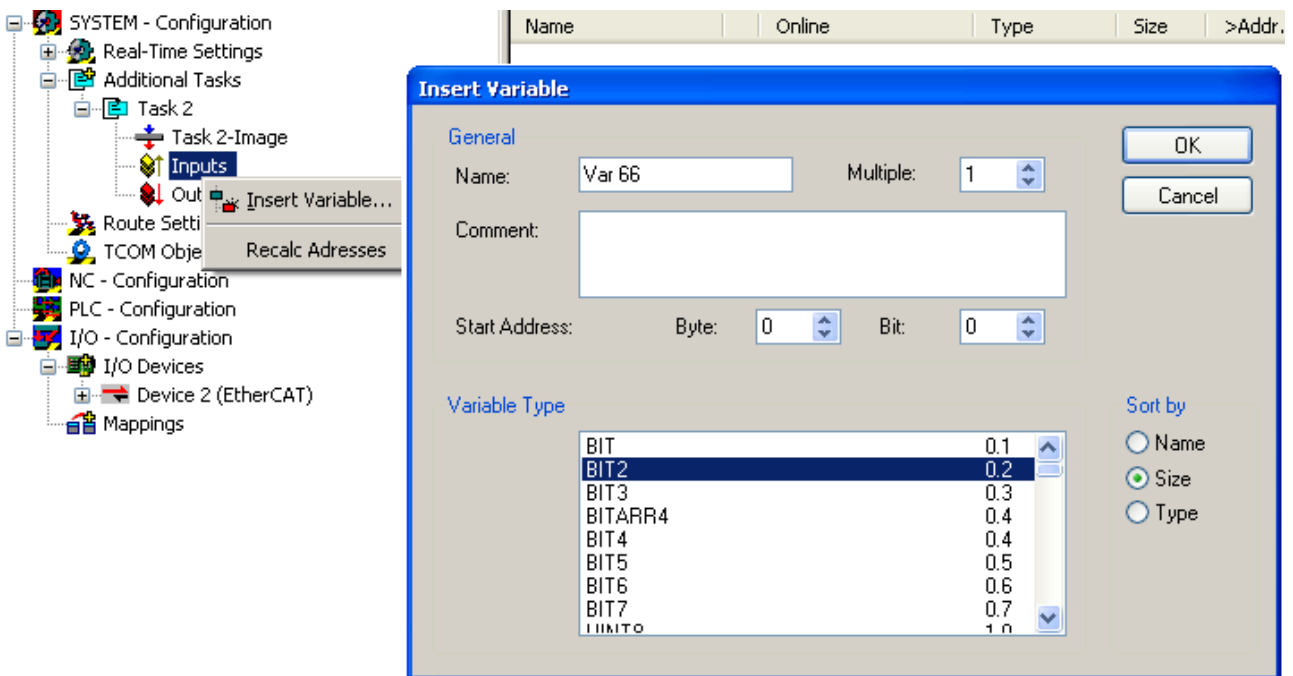 SYSTEM - Configuration
Real-Time Settings
Additional Tasks
Task 2
Task 2-Image
Inputs
Out
Insert Variable...
Recalc Adresses
Route Setti
TCOM Obje
NC - Configuration
PLC - Configuration
I/O - Configuration
I/O Devices
Device 2 (EtherCAT)
Mappings
Name Online Type Size >Addr.
Insert Variable
General
Name: Var 66 Multiple: 1
Comment:
Start Address: Byte: 0 Bit: 0
OK
Cancel
Variable Type
BIT 0.1
BIT2 0.2
BIT3 0.3
BITARR4 0.4
BIT4 0.4
BIT5 0.5
BIT6 0.6
BIT7 0.7
Sort by
Name
Size
Type